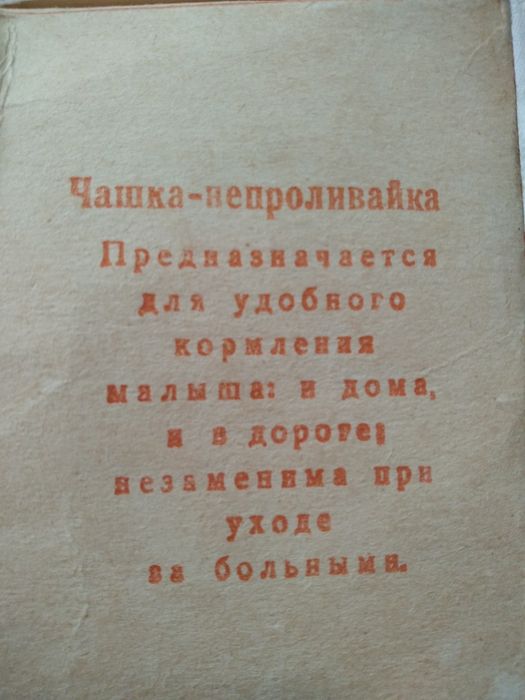 Чашка-непроливайка
Предназначается
для удобного
кормления
малыша: и дома,
и в дороге;
незаменима при
уходе
за больными.